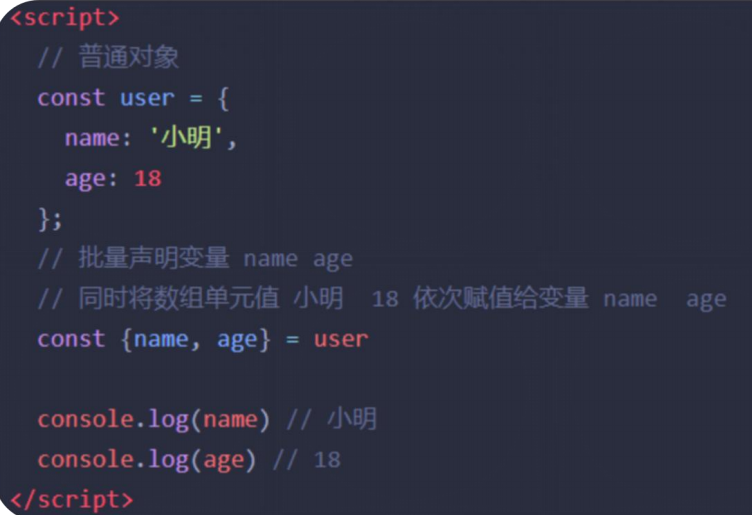 <script>
// 普通对象
const user = {
name: '小明',
age: 18
};
// 批量声明变量 name age
// 同时将数组单元值 小明 18 依次赋值给变量 name age
const {name, age} = user
console.log(name) // 小明
console.log(age) // 18
</script>